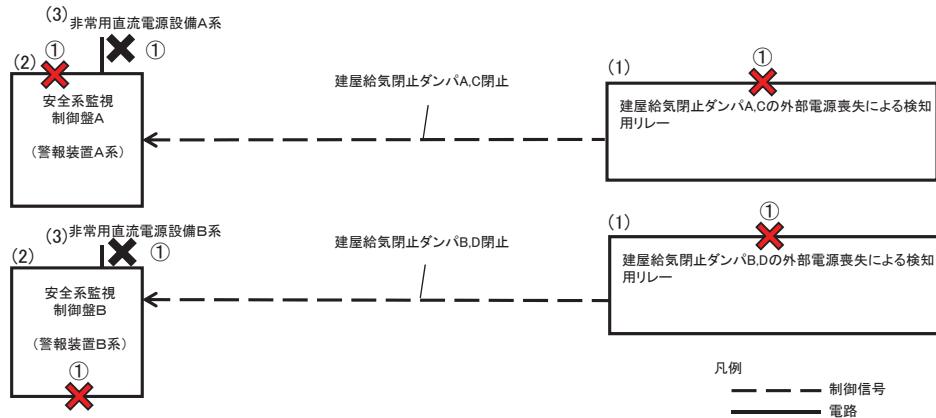 (3) 非常用直流電源設備A系
①
①
(2)
安全系監視
制御盤A
(警報装置A系)
建屋給気閉止ダンパA,C閉止
(1)
①
建屋給気閉止ダンパA,Cの外部電源喪失による検知
用リレー
(3) 非常用直流電源設備B系
①
(2)
安全系監視
制御盤B
(警報装置B系)
①
建屋給気閉止ダンパB,D閉止
(1)
①
建屋給気閉止ダンパB,Dの外部電源喪失による検知
用リレー
凡例
制御信号
電路